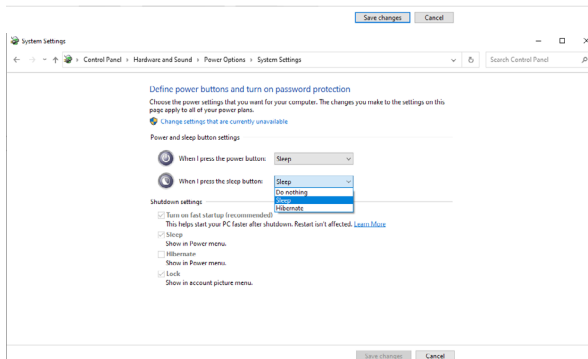 Save changes Cancel
System Settings
Control Panel > Hardware and Sound > Power Options > System Settings
Search Control Panel
Define power buttons and turn on password protection
Choose the power settings that you want for your computer. The changes you make to the settings on this
page apply to all of your power plans.
Change settings that are currently unavailable
Power and sleep button settings
When I press the power button: Sleep
When I press the sleep button: Sleep
Do nothing
Sleep
Hibernate
Shutdown settings
Turn on fast startup (recommended)
This helps start your PC faster after shutdown. Restart isn't affected. Learn More
Sleep
Show in Power menu.
Hibernate
Show in Power menu.
Lock
Show in account picture menu.
Save changes Cancel